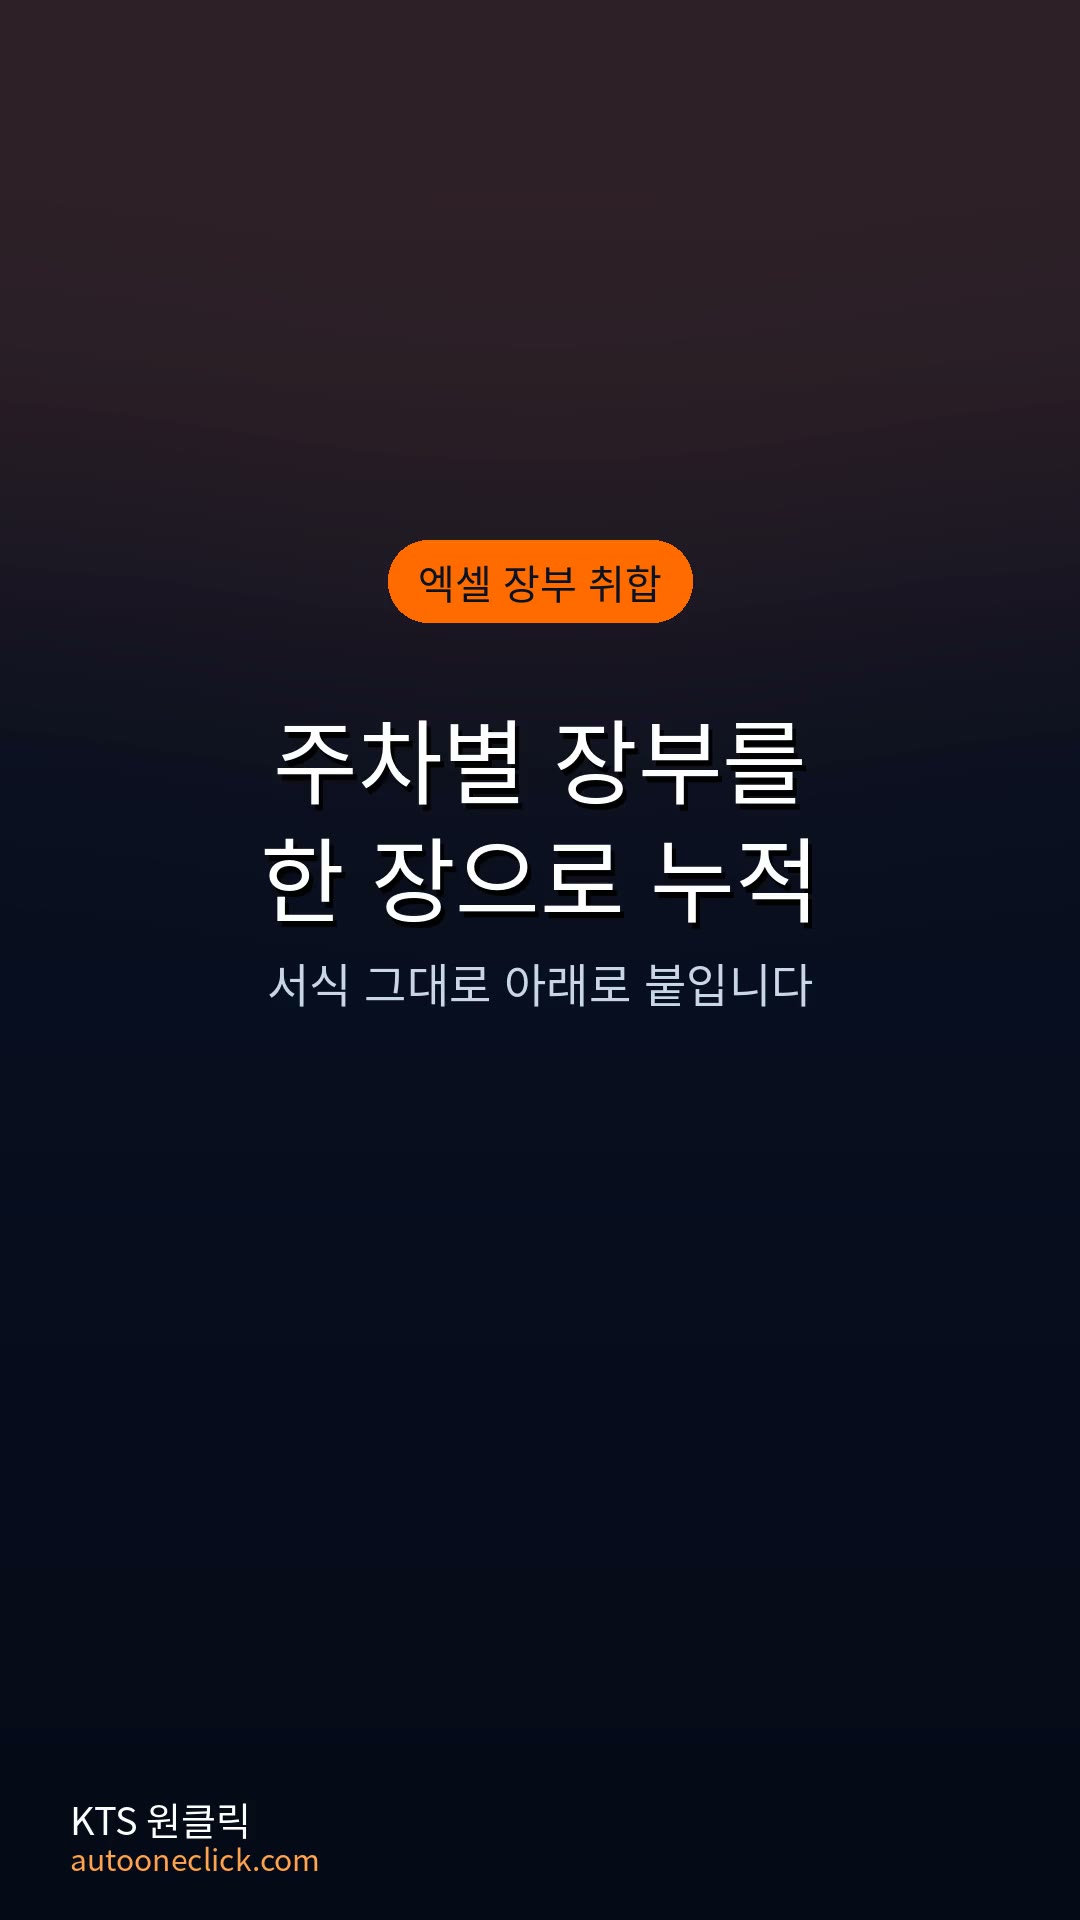 엑셀 장부 취합
주차별 장부를
한 장으로 누적
서식 그대로 아래로 붙입니다
KTS 원클릭
autooneclick.com